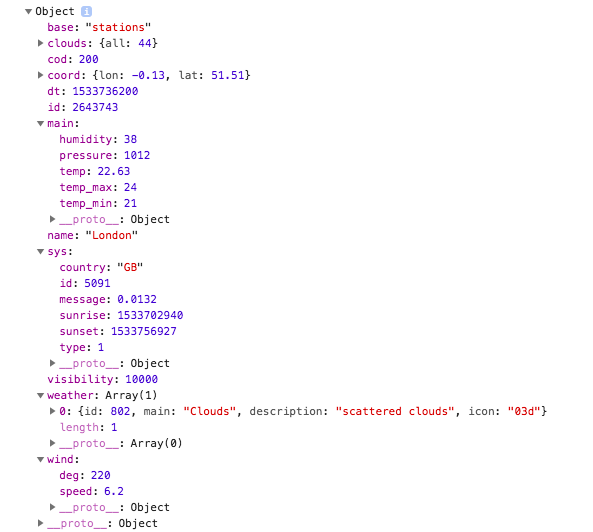 Object i
base: "stations"
clouds: {all: 44}
cod: 200
coord: {lon: -0.13, lat: 51.51}
dt: 1533736200
id: 2643743
main:
humidity: 38
pressure: 1012
temp: 22.63
temp_max: 24
temp_min: 21
__proto__: Object
name: "London"
sys:
country: "GB"
id: 5091
message: 0.0132
sunrise: 1533702940
sunset: 1533756927
type: 1
__proto__: Object
visibility: 10000
weather: Array(1)
0: {id: 802, main: "Clouds", description: "scattered clouds", icon: "03d"}
length: 1
__proto__: Array(0)
wind:
deg: 220
speed: 6.2
__proto__: Object
__proto__: Object